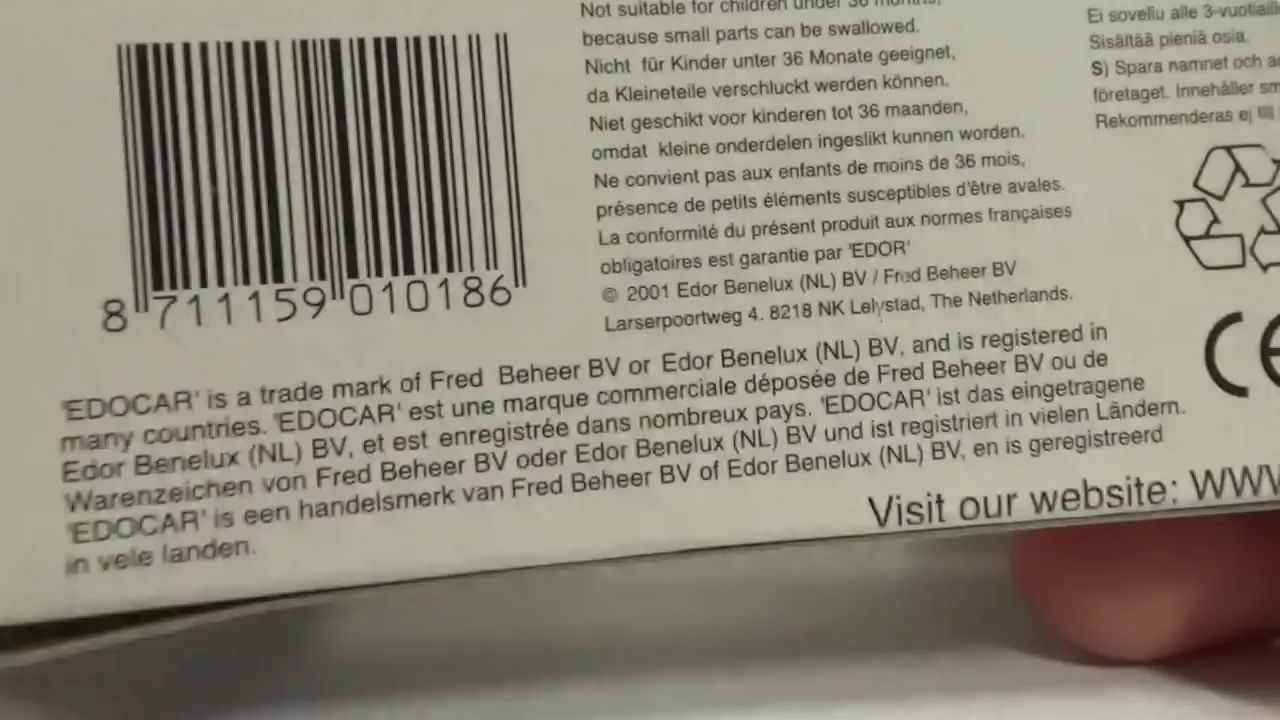 8 711159 010186
Not suitable for children under 36 months,
because small parts can be swallowed.
Nicht für Kinder unter 36 Monate geeignet,
da Kleineteile verschluckt werden können.
Niet geschikt voor kinderen tot 36 maanden,
omdat kleine onderdelen ingeslikt kunnen worden.
Ne convient pas aux enfants de moins de 36 mois,
présence de petits éléments susceptibles d'être avales.
La conformité du présent produit aux normes françaises
obligatoires est garantie par 'EDOR'
© 2001 Edor Benelux (NL) BV / Fred Beheer BV
Larserpoortweg 4. 8218 NK Lelystad, The Netherlands.
Ei soveliu alle 3-vuotiaill
Sisältää pieniä osia.
S) Spara namnet och
företaget. Innehåller
Rekommenderas ej
CE
'EDOCAR' is a trade mark of Fred Beheer BV or Edor Benelux (NL) BV, and is registered in
many countries. 'EDOCAR' est une marque commerciale déposée de Fred Beheer BV ou de
Edor Benelux (NL) BV, et est enregistrée dans nombreux pays. 'EDOCAR' ist das eingetragene
Warenzeichen von Fred Beheer BV oder Edor Benelux (NL) BV und ist registriert in vielen Ländern.
'EDOCAR' is een handelsmerk van Fred Beheer BV of Edor Benelux (NL) BV, en is geregistreerd
in vele landen.
Visit our website: WWW